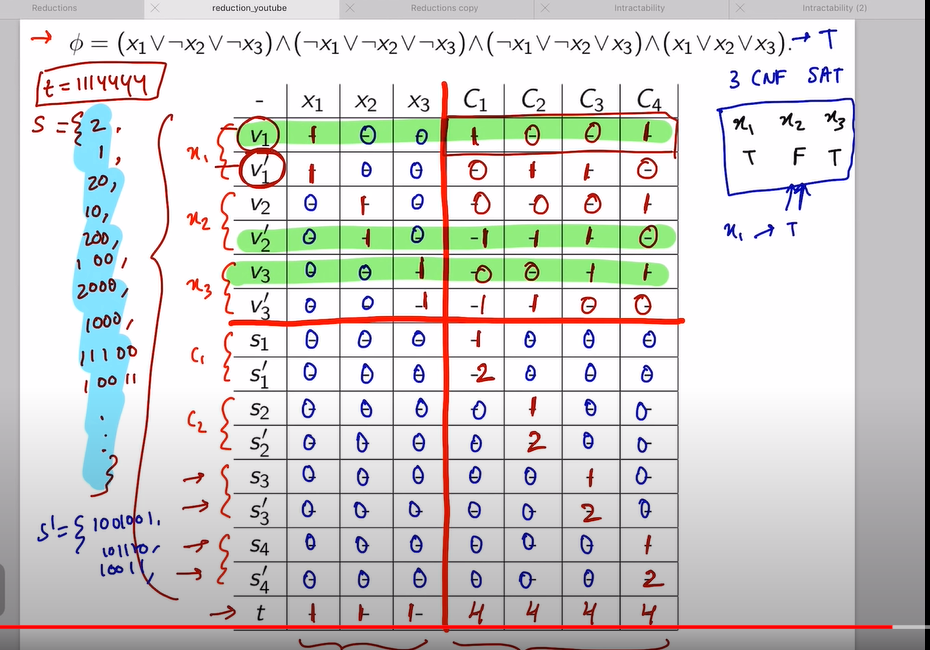 Reductions reduction_youtube Reductions copy Intractability Intractability (2)
→ ϕ = (x₁∨¬x₂∨¬x₃)∧(¬x₁∨¬x₂∨¬x₃)∧(¬x₁∨¬x₂∨x₃)∧(x₁∨x₂∨x₃). → T
t = 1114444
3 CNF SAT
x₁ x₂ x₃
T F T
x₁ → T
S = {2,
1,
20,
10,
200,
100,
2000,
1000,
11100
10011
.
.
.
}
S' = {1001001,
10110,
10011,
- x₁ x₂ x₃ C₁ C₂ C₃ C₄
x₁
v₁ 1 0 0 1 0 0 1
v₁′ 1 0 0 0 1 1 0
x₂
v₂ 0 1 0 0 0 0 1
v₂′ 0 1 0 1 1 1 0
x₃
v₃ 0 0 1 0 0 1 1
v₃′ 0 0 1 1 1 0 0
C₁
s₁ 0 0 0 1 0 0 0
s₁′ 0 0 0 2 0 0 0
C₂
s₂ 0 0 0 0 1 0 0
s₂′ 0 0 0 0 2 0 0
→ s₃ 0 0 0 0 0 1 0
→ s₃′ 0 0 0 0 0 2 0
→ s₄ 0 0 0 0 0 0 1
→ s₄′ 0 0 0 0 0 0 2
→ t 1 1 1 4 4 4 4